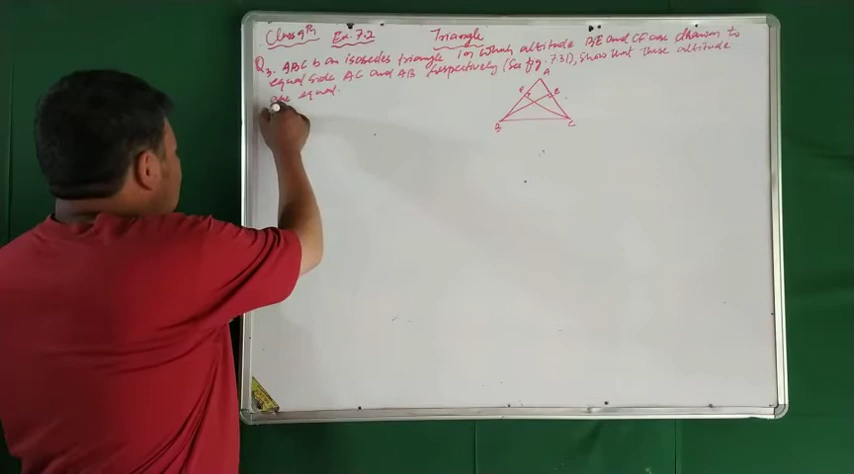 Class 9th Ex. 7.2 Triangle
Q3. ABC is an isosceles triangle in which altitude BE and CF are drawn to
equal side AC and AB respectively (See fig. 7.31), Show that these altitude
are equal.
A
F E
B C